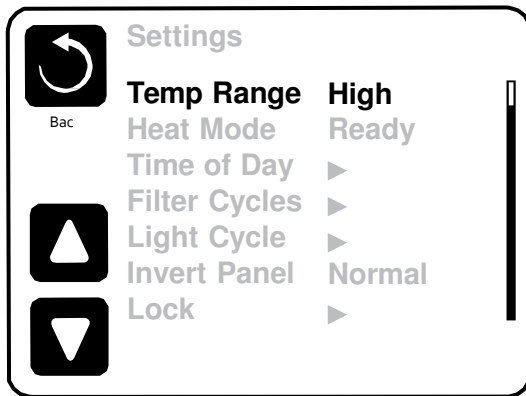 Settings
Temp Range High
Bac
Heat Mode Ready
Time of Day
Filter Cycles
Light Cycle
Invert Panel Normal
Lock